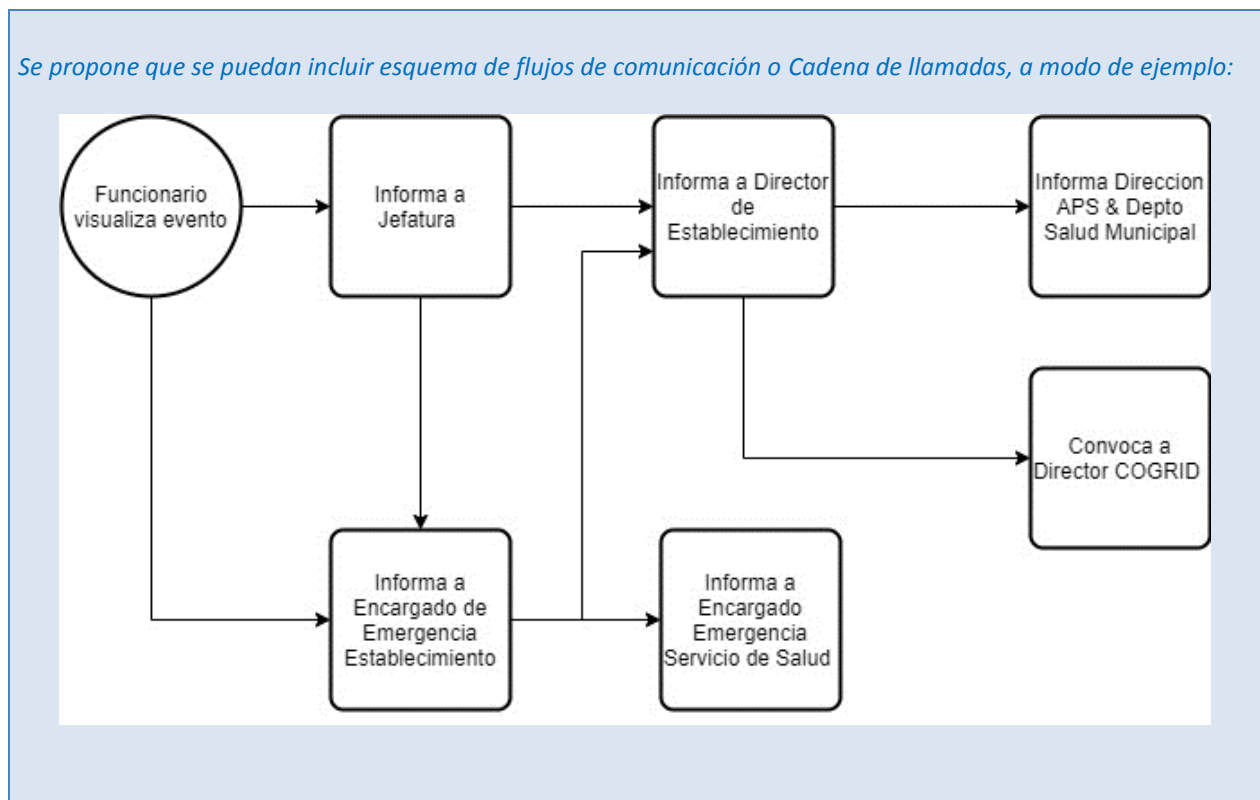 Se propone que se puedan incluir esquema de flujos de comunicación o Cadena de llamadas, a modo de ejemplo:
Funcionario
visualiza evento
Informa a
Jefatura
Informa a Director
de
Establecimiento
Informa Direccion
APS & Depto
Salud Municipal
Convoca a
Director COGRID
Informa a
Encargado de
Emergencia
Establecimiento
Informa a
Encargado
Emergencia
Servicio de Salud